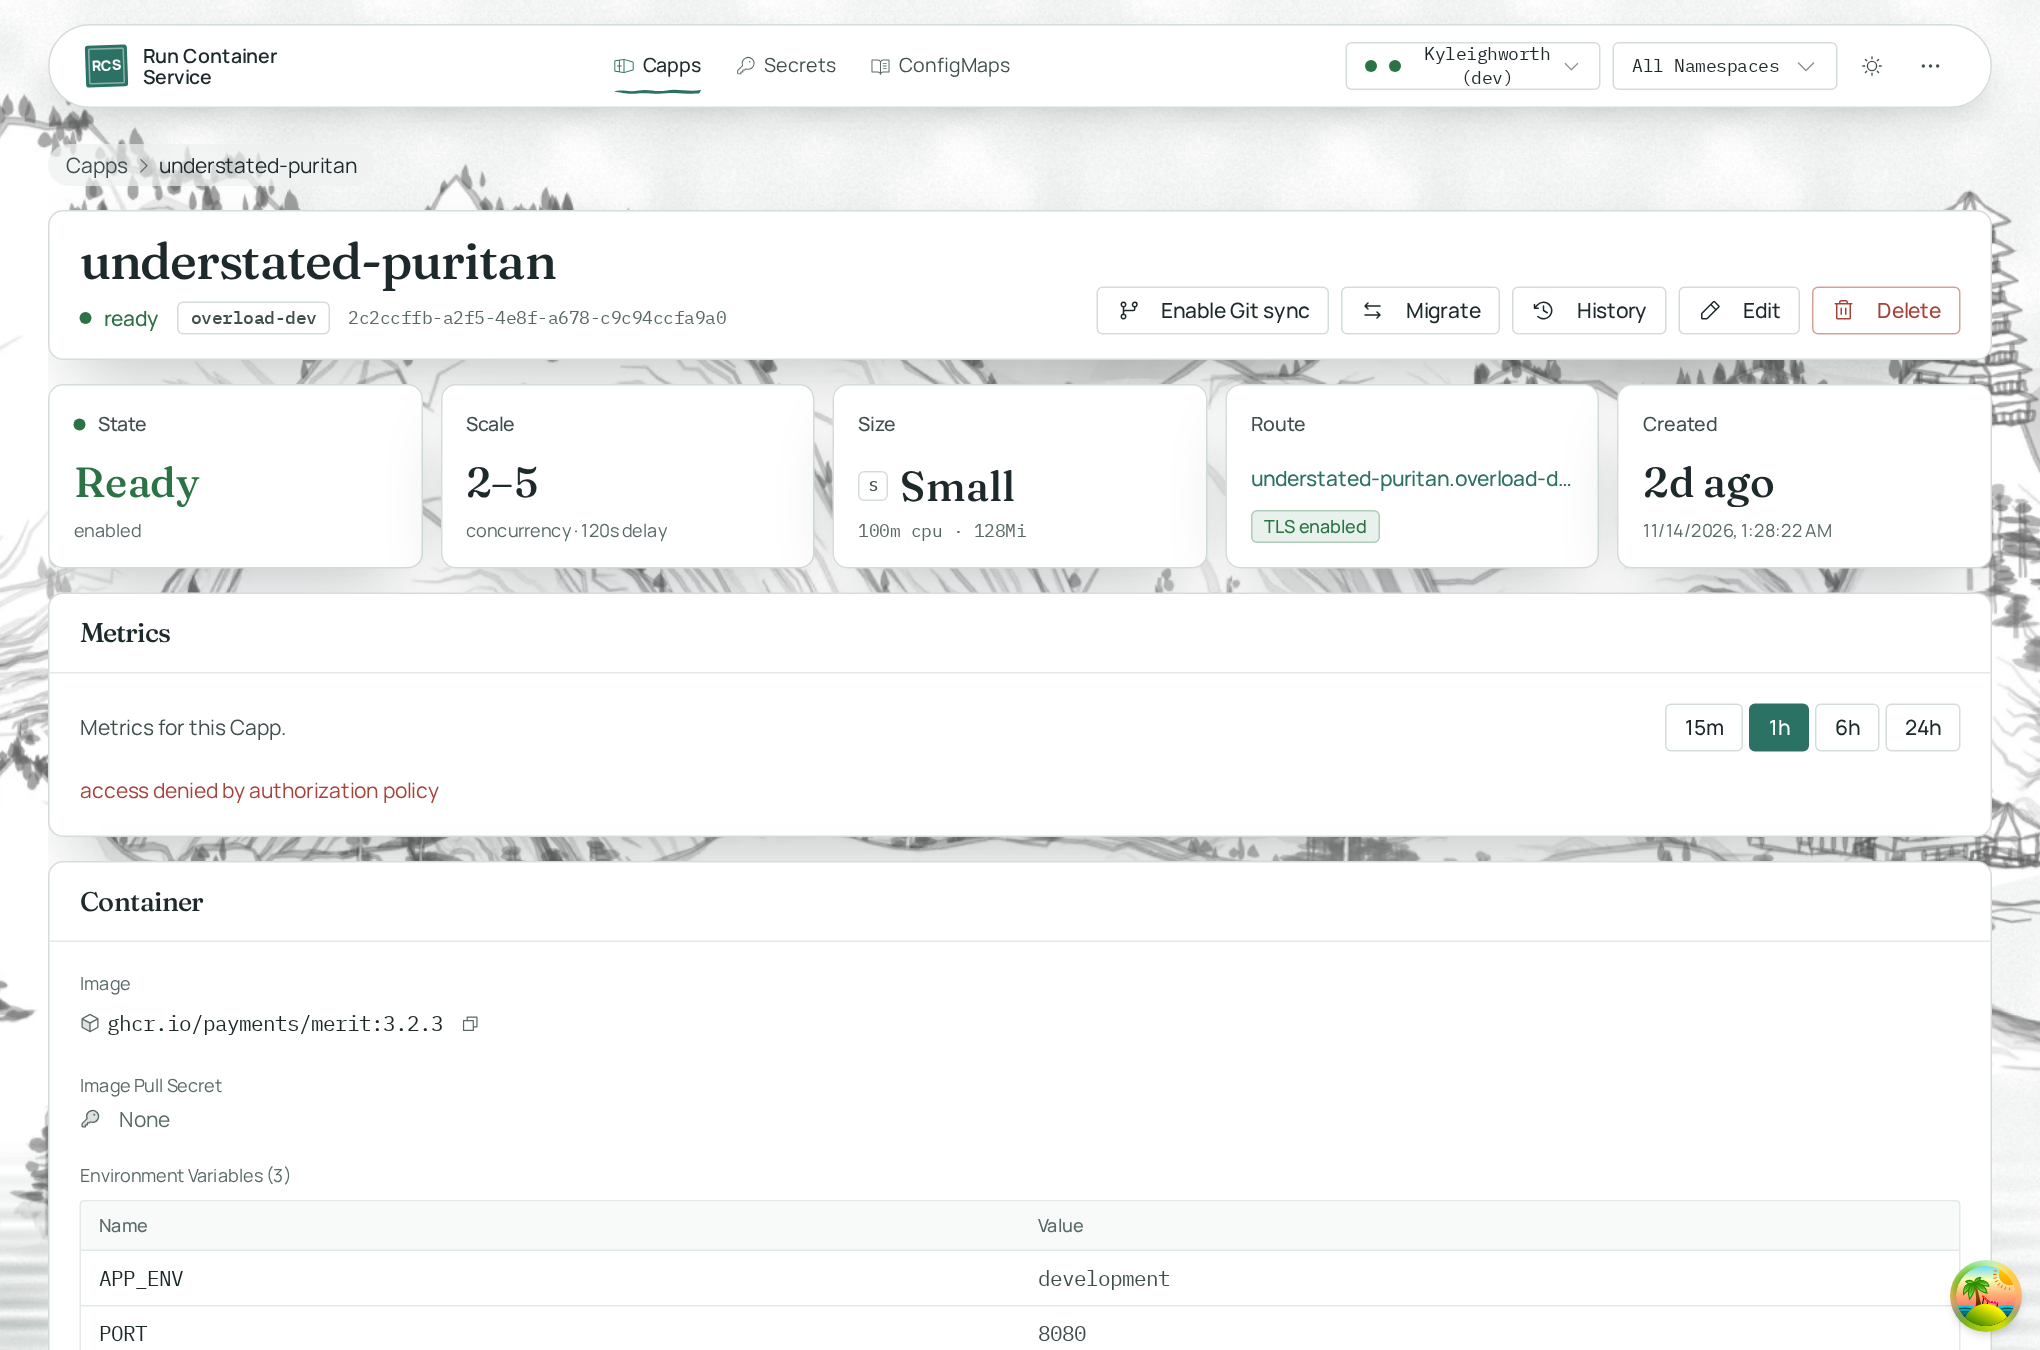 RCS
Run Container
Service
Capps
Secrets
ConfigMaps
Kyleighworth
(dev)
All Namespaces
Capps
understated-puritan
understated-puritan
ready
overload-dev
2c2ccffb-a2f5-4e8f-a678-c9c94ccfa9a0
Enable Git sync
Migrate
History
Edit
Delete
State
Ready
enabled
Scale
2–5
concurrency · 120s delay
Size
S
Small
100m cpu · 128Mi
Route
understated-puritan.overload-d...
TLS enabled
Created
2d ago
11/14/2026, 1:28:22 AM
Metrics
Metrics for this Capp.
15m
1h
6h
24h
access denied by authorization policy
Container
Image
ghcr.io/payments/merit:3.2.3
Image Pull Secret
None
Environment Variables (3)
Name
Value
APP_ENV
development
PORT
8080